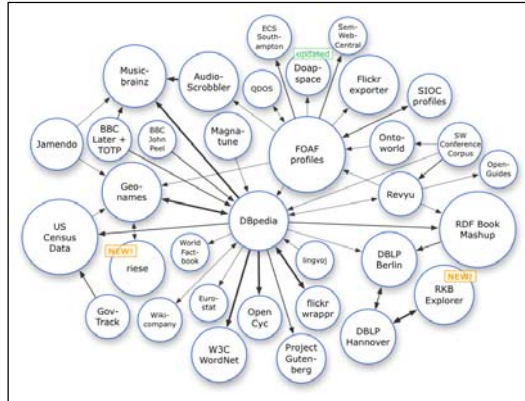 ECS
South-
ampton
Sem-
Web-
Central
updated
Doap-
space
Music-
brainz
Audio-
Scrobbler
QDOS
Flickr
exporter
SIOC
profiles
BBC
Later +
TOTP
BBC
John
Peel
Magna-
tune
FOAF
profiles
Onto-
world
SW
Conference
Corpus
Jamendo
Open-
Guides
Geo-
names
Revyu
US
Census
Data
DBpedia
RDF Book
Mashup
NEW!
riese
World
Fact-
book
lingvoj
DBLP
Berlin
NEW!
RKB
Explorer
Gov-
Track
Wiki-
company
Euro-
stat
Open
Cyc
flickr
wrappr
DBLP
Hannover
W3C
WordNet
Project
Guten-
berg